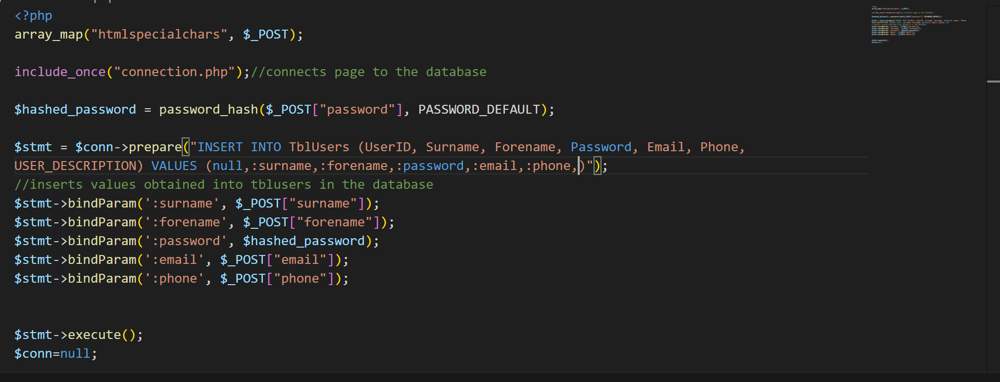 <?php
array_map("htmlspecialchars", $_POST);
include_once("connection.php");//connects page to the database
$hashed_password = password_hash($_POST["password"], PASSWORD_DEFAULT);
$stmt = $conn->prepare("INSERT INTO TblUsers (UserID, Surname, Forename, Password, Email, Phone,
USER_DESCRIPTION) VALUES (null,:surname,:forename,:password,:email,:phone,)");
//inserts values obtained into tblusers in the database
$stmt->bindParam(':surname', $_POST["surname"]);
$stmt->bindParam(':forename', $_POST["forename"]);
$stmt->bindParam(':password', $hashed_password);
$stmt->bindParam(':email', $_POST["email"]);
$stmt->bindParam(':phone', $_POST["phone"]);
$stmt->execute();
$conn=null;